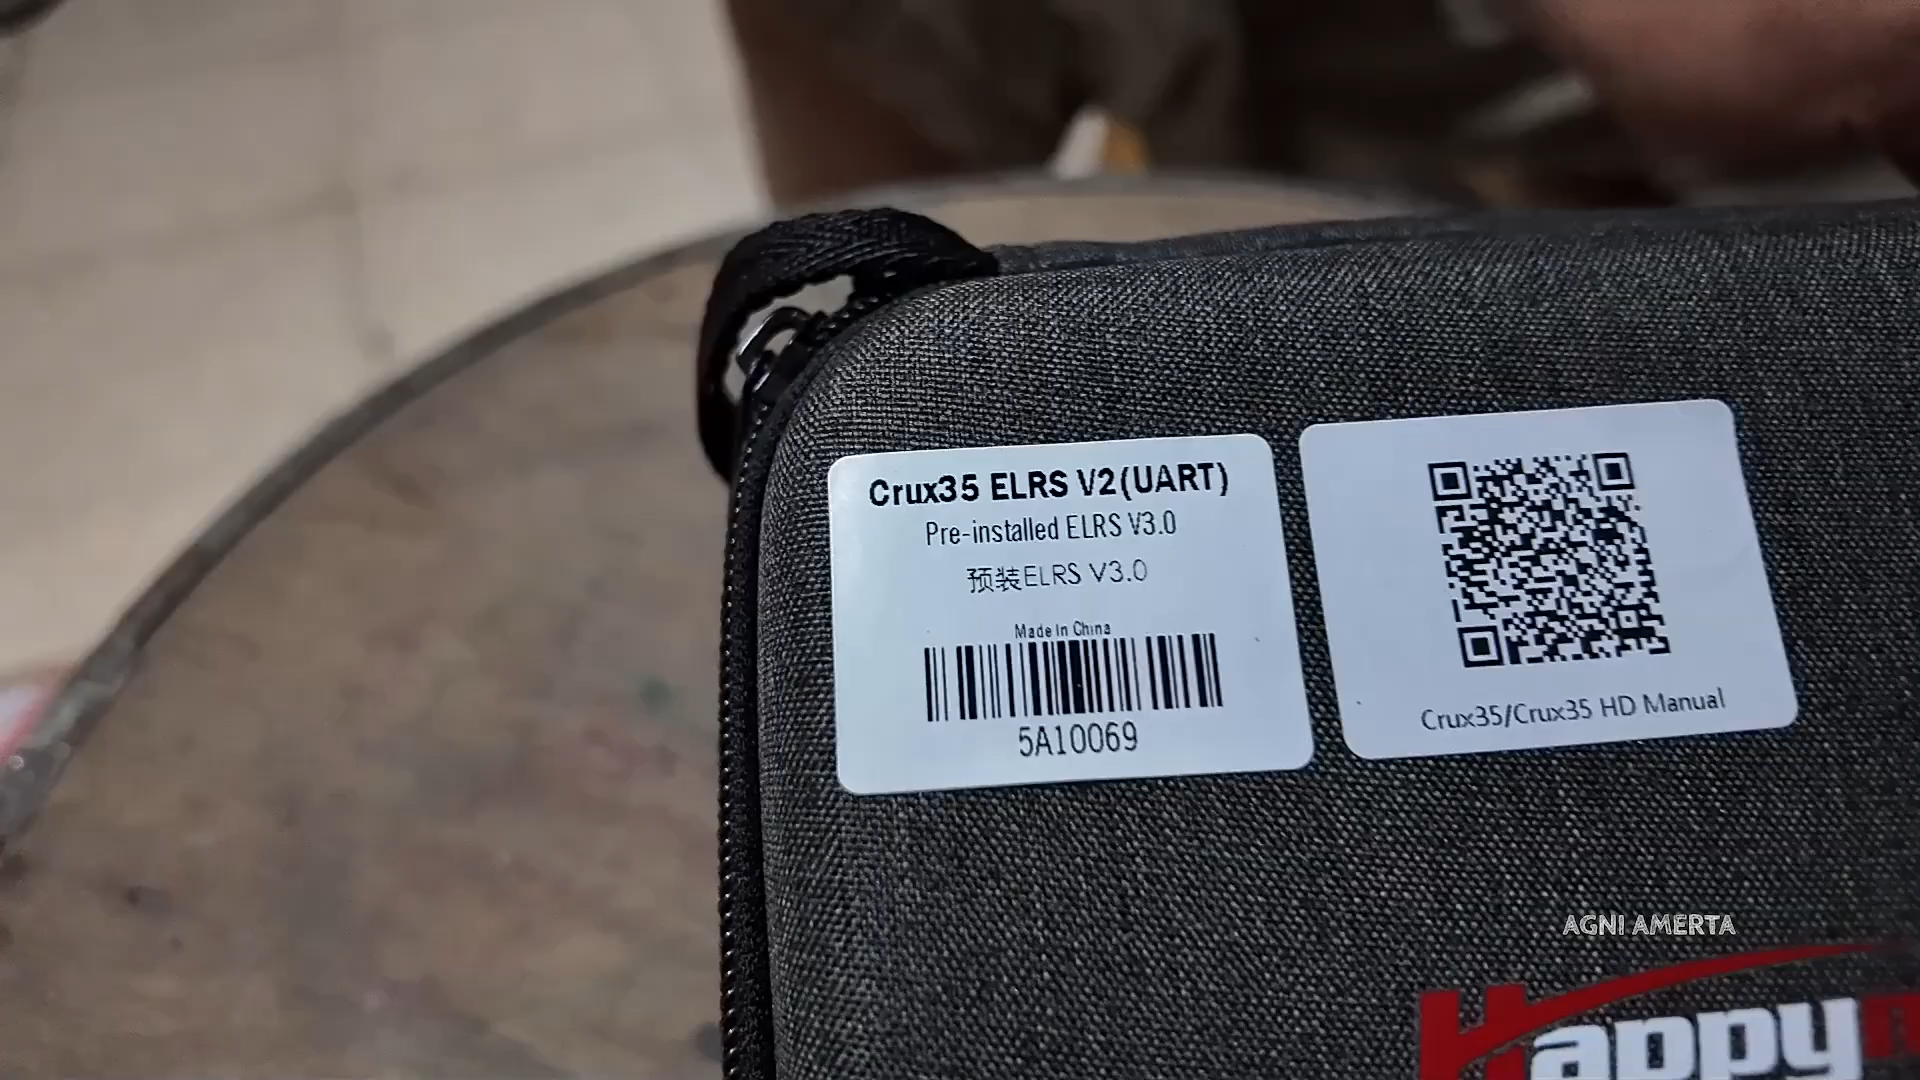 Crux35 ELRS V2(UART)
Pre-installed ELRS V3.0
预装ELRS V3.0
Made In China
5A10069
Crux35/Crux35 HD Manual
AGNI AMERTA
Happym